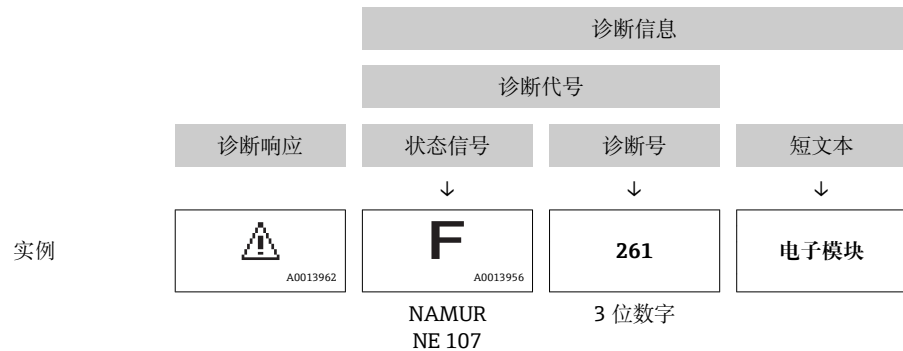 诊断信息
诊断代号
诊断响应 状态信号 诊断号 短文本
↓ ↓ ↓
实例 F 261 电子模块
A0013962 A0013956
NAMUR 3 位数字
NE 107